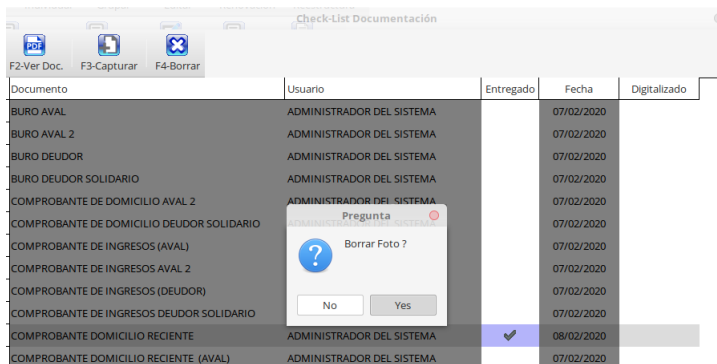 Check-List Documentación
F2-Ver Doc. F3-Capturar F4-Borrar
Documento Usuario Entregado Fecha Digitalizado
BURO AVAL ADMINISTRADOR DEL SISTEMA 07/02/2020
BURO AVAL 2 ADMINISTRADOR DEL SISTEMA 07/02/2020
BURO DEUDOR ADMINISTRADOR DEL SISTEMA 07/02/2020
BURO DEUDOR SOLIDARIO ADMINISTRADOR DEL SISTEMA 07/02/2020
COMPROBANTE DE DOMICILIO AVAL 2 ADMINISTRADOR DEL SISTEMA 07/02/2020
COMPROBANTE DE DOMICILIO DEUDOR SOLIDARIO ADMINISTRADOR DEL SISTEMA 07/02/2020
Pregunta
COMPROBANTE DE INGRESOS (AVAL) 07/02/2020
Borrar Foto ?
COMPROBANTE DE INGRESOS AVAL 2 07/02/2020
COMPROBANTE DE INGRESOS (DEUDOR) 07/02/2020
COMPROBANTE DE INGRESOS DEUDOR SOLIDARIO 07/02/2020
No Yes
COMPROBANTE DOMICILIO RECIENTE ADMINISTRADOR DEL SISTEMA 08/02/2020
COMPROBANTE DOMICILIO RECIENTE (AVAL) ADMINISTRADOR DEL SISTEMA 07/02/2020